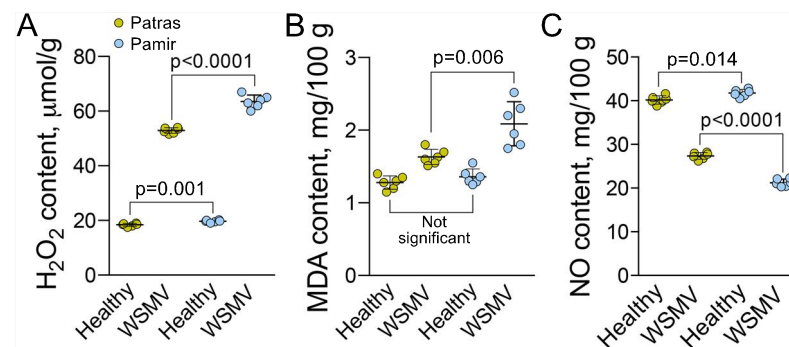 A
Patras
Pamir
H2O2 content, μmol/g
80
60
40
20
0
p<0.0001
p=0.001
Healthy
WSMV
Healthy
WSMV
B
MDA content, mg/100 g
3
2
1
0
p=0.006
Not
significant
Healthy
WSMV
Healthy
WSMV
C
NO content, mg/100 g
50
40
30
20
10
0
p=0.014
p<0.0001
Healthy
WSMV
Healthy
WSMV